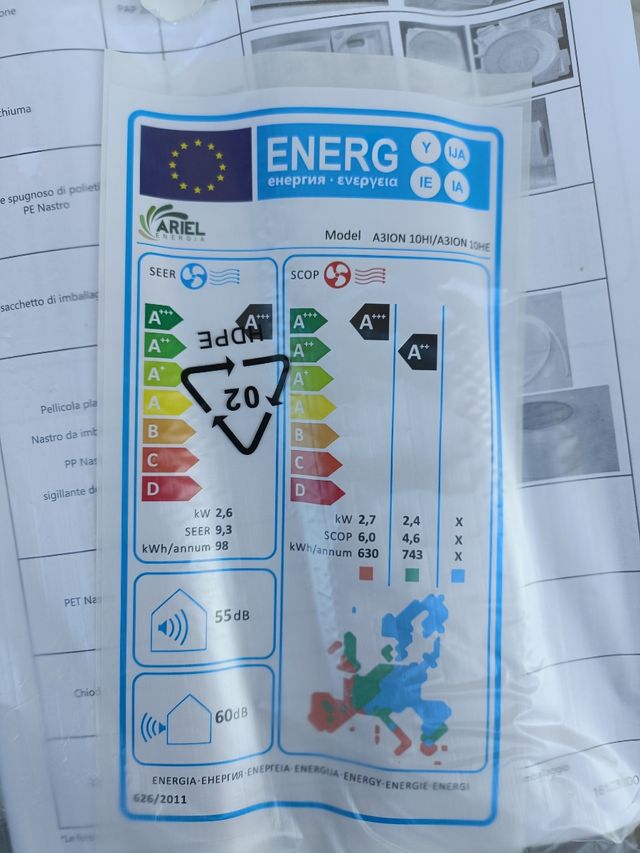 PAP
chiuma
e spugnoso di polieti
PE Nastro
sacchetto di imballag
Pellicola pla
Nastro da imb
PP Nas
sigillante de
PET Na
Chiod
ENERG
енергия · ενεργεια
Y IJA
IE IA
ARIEL
ENERGIA
Model A3ION 10HI/A3ION 10HE
SEER
SCOP
A+++
A++
A+
A
B
C
D
A+++
HDPE
02
kW 2,6
SEER 9,3
kWh/annum 98
A+++
A++
A+
A
B
C
D
A+++
A++
kW 2,7 2,4 X
SCOP 6,0 4,6 X
kWh/annum 630 743 X
55dB
60dB
ENERGIA·ЕНЕРГИЯ·ΕΝΕΡΓΕΙΑ·ENERGIJA·ENERGY·ENERGIE·ENERGI
626/2011